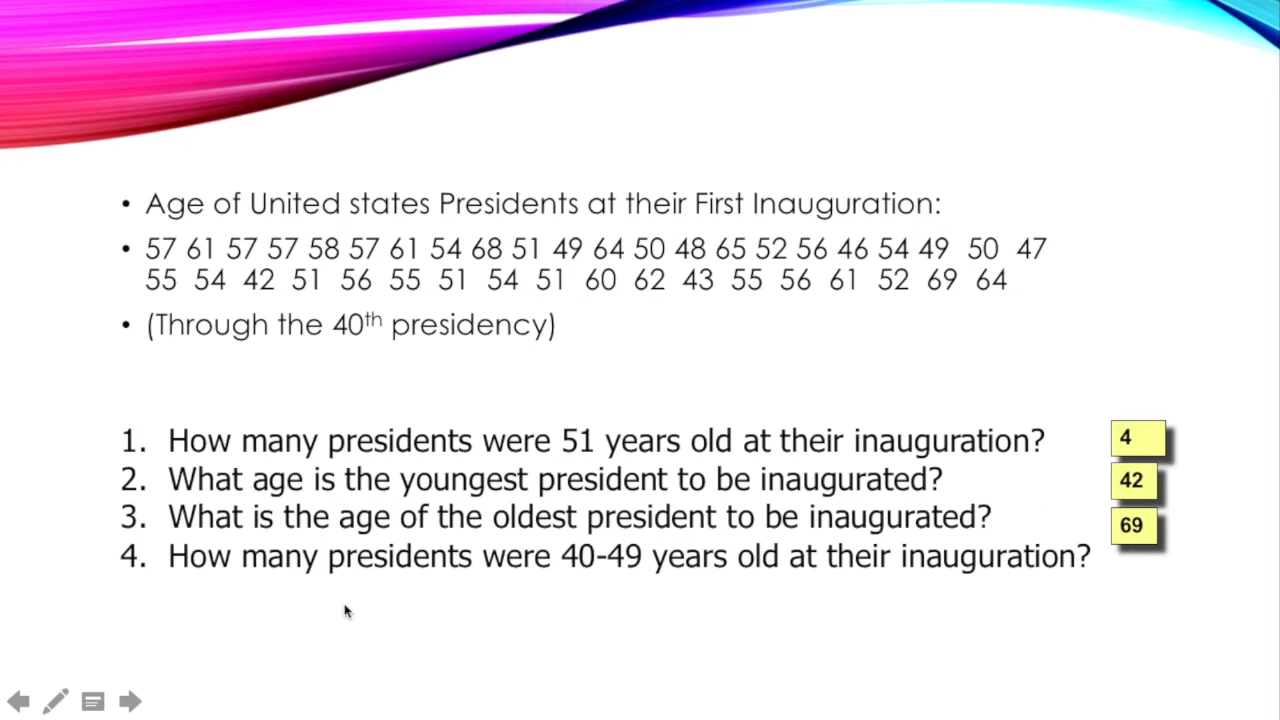 • Age of United states Presidents at their First Inauguration:
• 57 61 57 57 58 57 61 54 68 51 49 64 50 48 65 52 56 46 54 49 50 47
55 54 42 51 56 55 51 54 51 60 62 43 55 56 61 52 69 64
• (Through the 40th presidency)
1. How many presidents were 51 years old at their inauguration? 4
2. What age is the youngest president to be inaugurated? 42
3. What is the age of the oldest president to be inaugurated? 69
4. How many presidents were 40-49 years old at their inauguration?